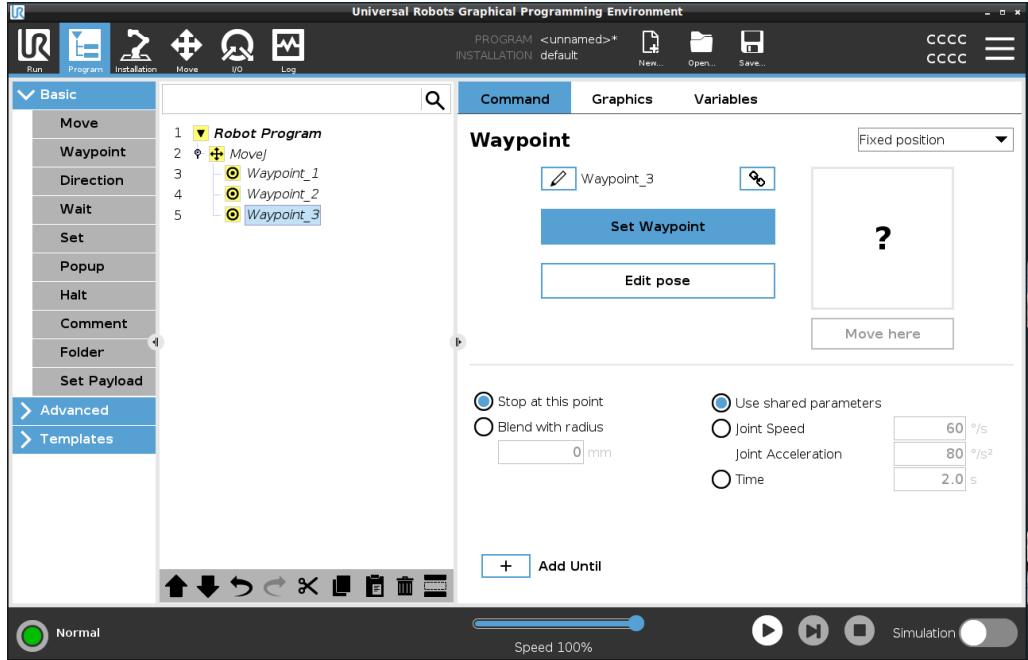 Universal Robots Graphical Programming Environment
UR
Run
Program
Installation
Move
I/O
Log
PROGRAM <unnamed>*
INSTALLATION default
New...
Open...
Save...
CCCC
CCCC
Basic
Move
Waypoint
Direction
Wait
Set
Popup
Halt
Comment
Folder
Set Payload
Advanced
Templates
1 Robot Program
2 MoveJ
3 Waypoint_1
4 Waypoint_2
5 Waypoint_3
Command Graphics Variables
Waypoint
Fixed position
Waypoint_3
Set Waypoint
Edit pose
?
Move here
Stop at this point
Blend with radius
0 mm
Use shared parameters
Joint Speed 60 °/s
Joint Acceleration 80 °/s²
Time 2.0 s
+ Add Until
Normal
Speed 100%
Simulation